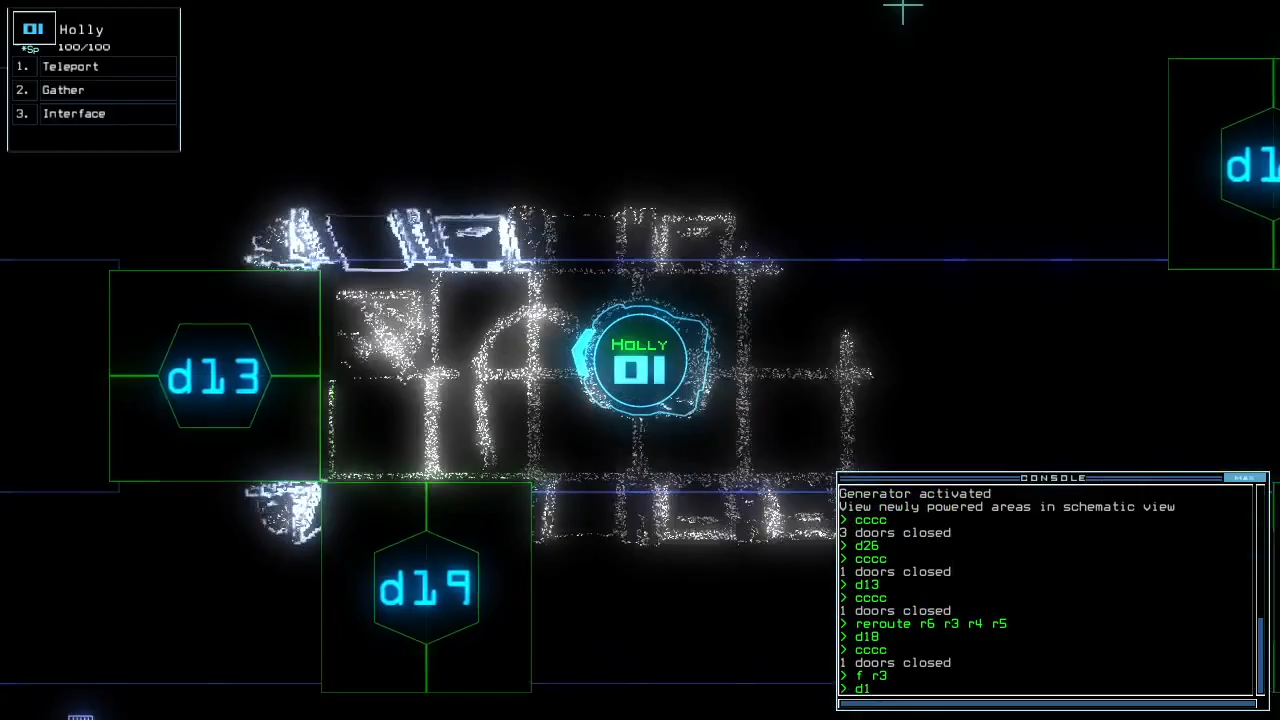 01 Holly
*Sp 100/100
1. Teleport
2. Gather
3. Interface
d13
Holly
01
d19
CONSOLE
MAX
Generator activated
View newly powered areas in schematic view
> cccc
3 doors closed
> d26
> cccc
1 doors closed
> d13
> cccc
1 doors closed
> reroute r6 r3 r4 r5
> d18
> cccc
1 doors closed
> f r3
> d1